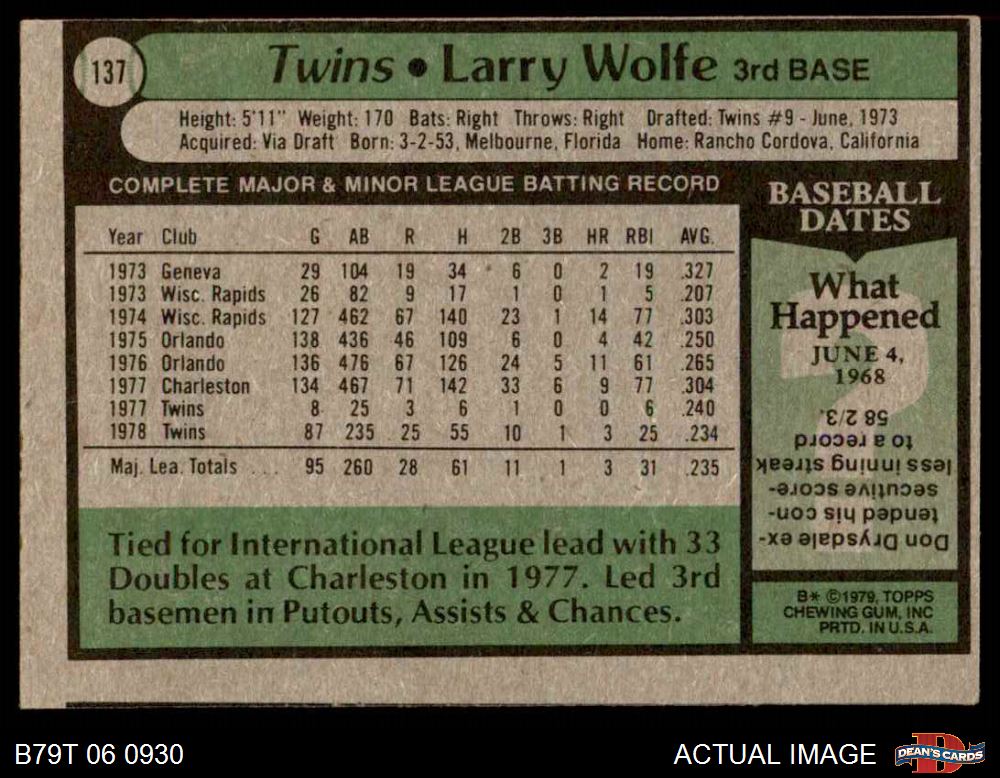 137
Twins • Larry Wolfe 3rd BASE
Height: 5'11" Weight: 170 Bats: Right Throws: Right Drafted: Twins #9 - June, 1973
Acquired: Via Draft Born: 3-2-53, Melbourne, Florida Home: Rancho Cordova, California
COMPLETE MAJOR & MINOR LEAGUE BATTING RECORD
Year Club G AB R H 2B 3B HR RBI AVG.
1973 Geneva 29 104 19 34 6 0 2 19 .327
1973 Wisc. Rapids 26 82 9 17 1 0 1 5 .207
1974 Wisc. Rapids 127 462 67 140 23 1 14 77 .303
1975 Orlando 138 436 46 109 6 0 4 42 .250
1976 Orlando 136 476 67 126 24 5 11 61 .265
1977 Charleston 134 467 71 142 33 6 9 77 .304
1977 Twins 8 25 3 6 1 0 0 6 .240
1978 Twins 87 235 25 55 10 1 3 25 .234
Maj. Lea. Totals ... 95 260 28 61 11 1 3 31 .235
Tied for International League lead with 33
Doubles at Charleston in 1977. Led 3rd
basemen in Putouts, Assists & Chances.
BASEBALL
DATES
What
Happened
JUNE 4,
1968
Don Drysdale ex-
tended his con-
secutive score-
less inning streak
to a record
58 2/3.
B* ©1979, TOPPS
CHEWING GUM, INC
PRTD. IN U.S.A.
B79T 06 0930
ACTUAL IMAGE
DEAN'S CARDS